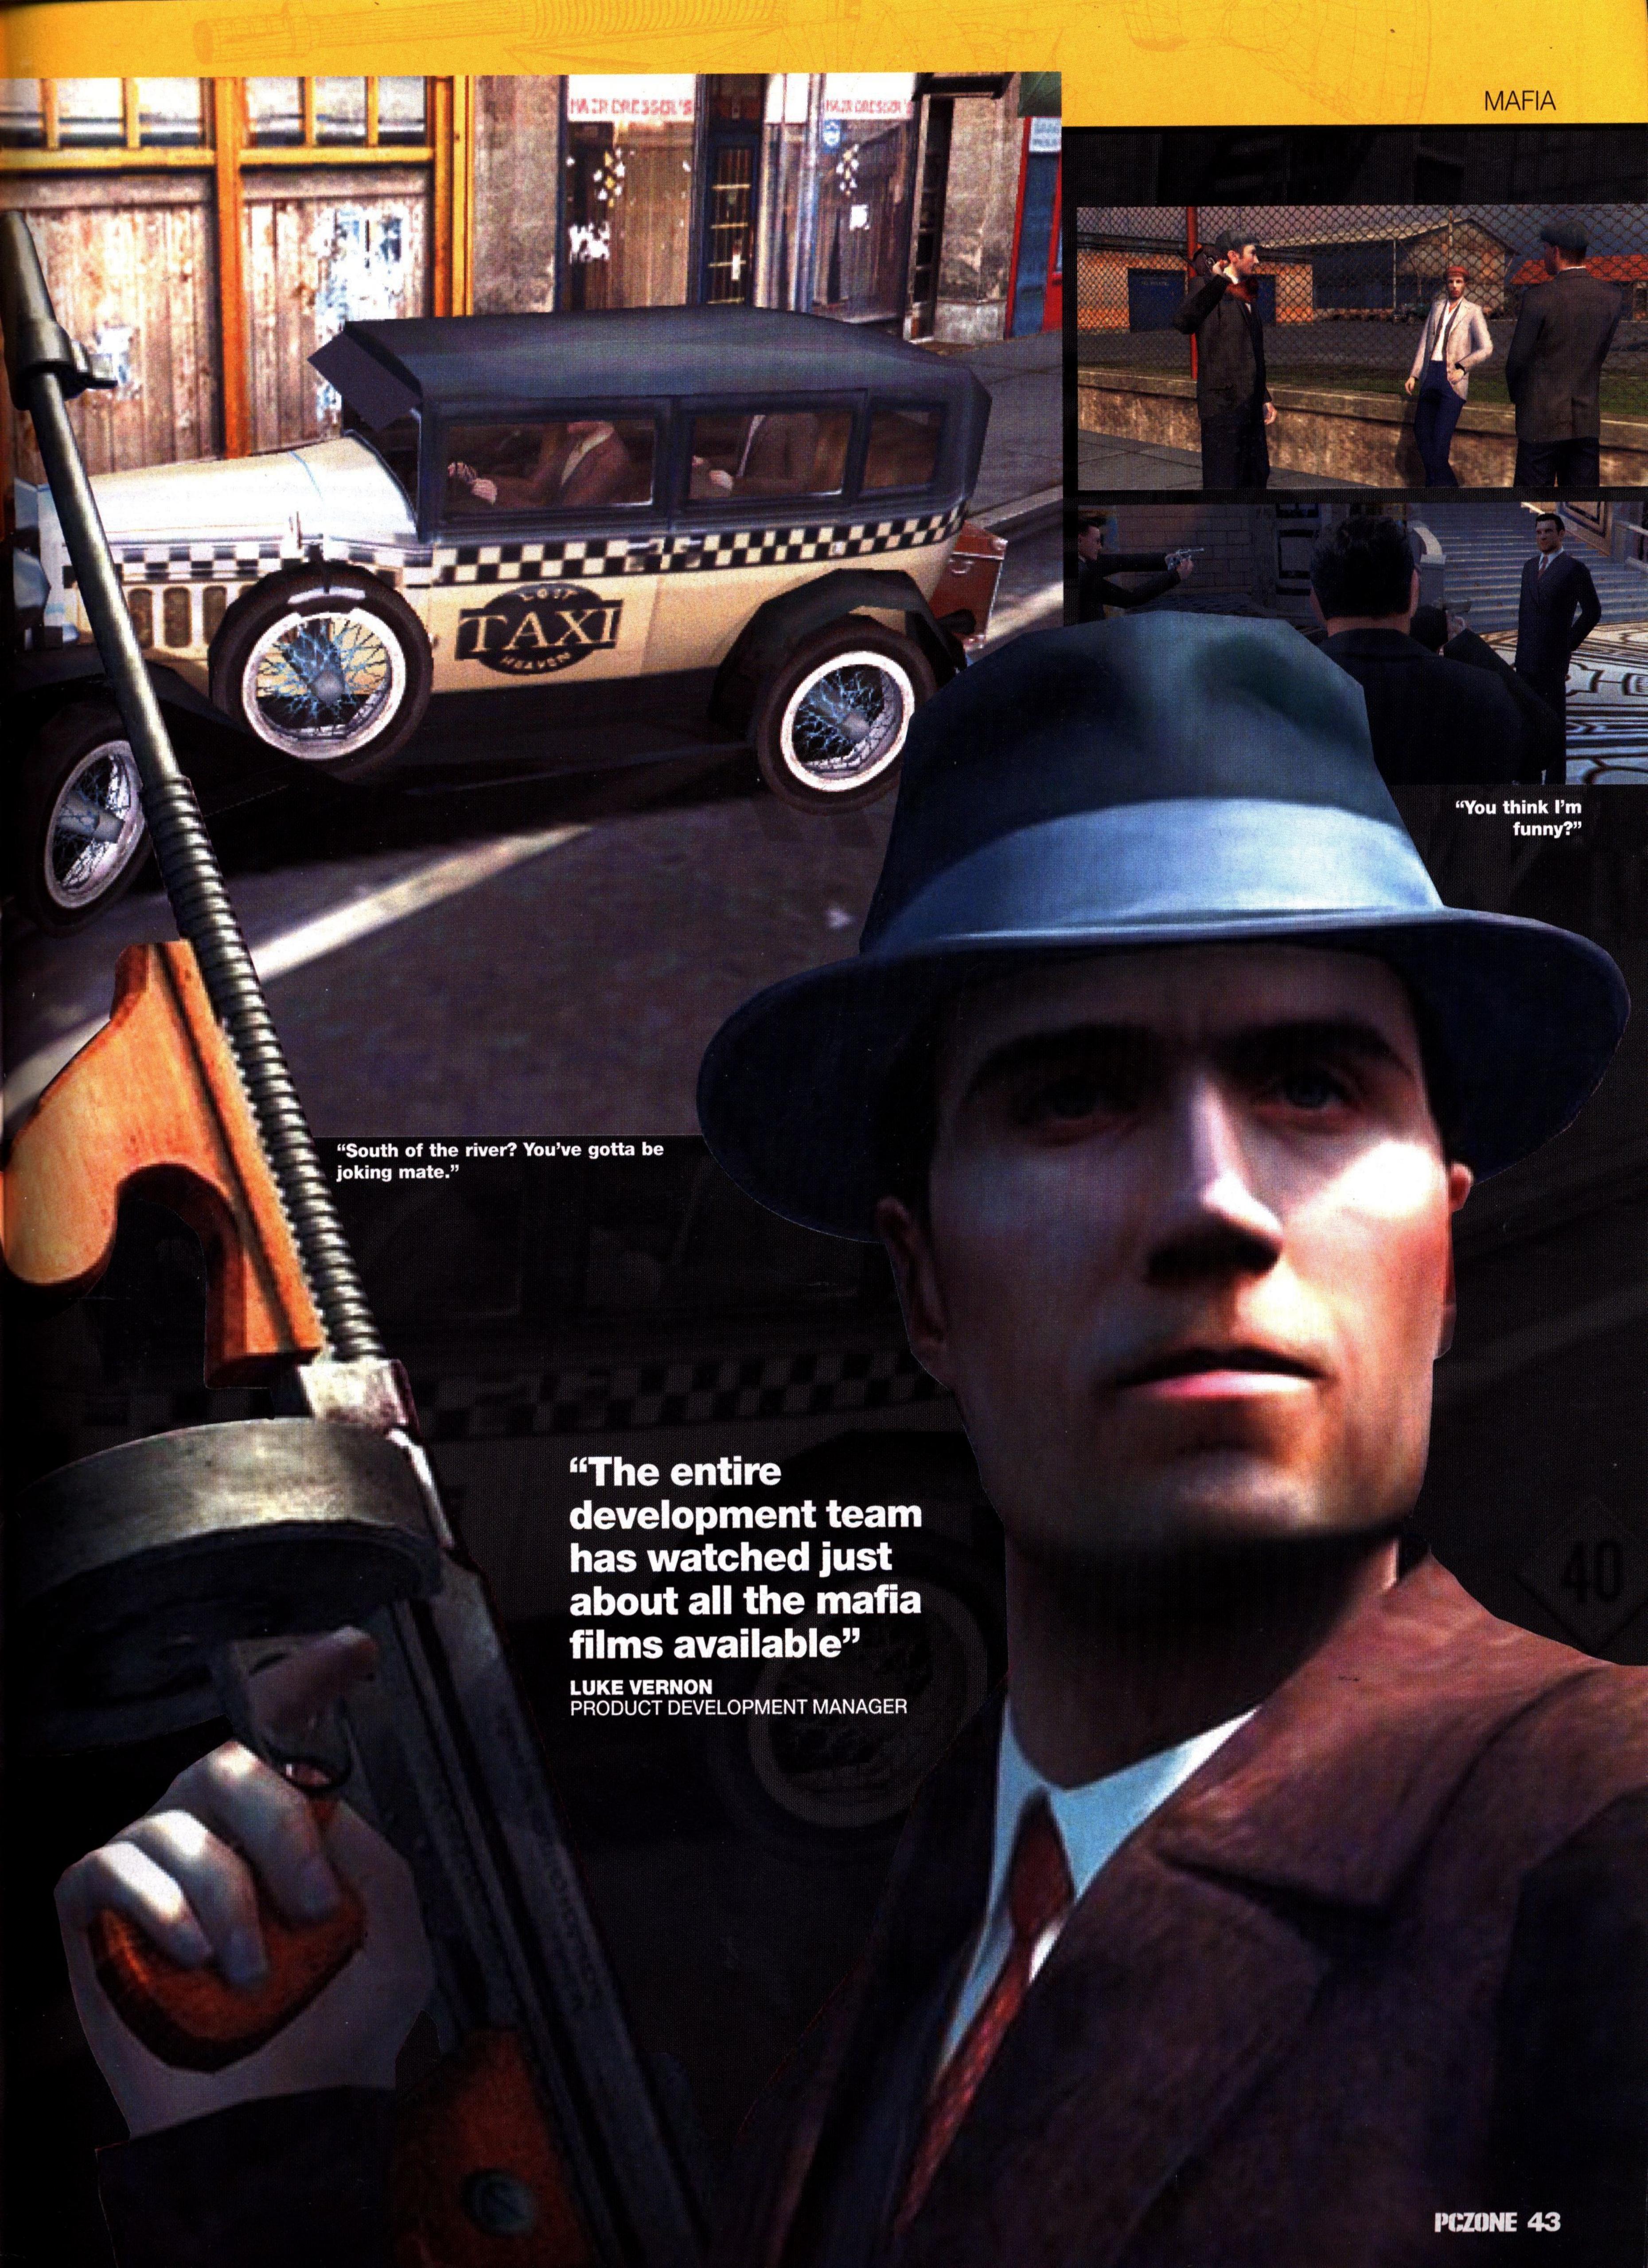 MAFIA
HAIR DRESSER'S
HAIR DRESSER'S
LOST
TAXI
HEAVEN
"You think I'm
funny?"
"South of the river? You've gotta be
joking mate."
"The entire
development team
has watched just
about all the mafia
films available"
LUKE VERNON
PRODUCT DEVELOPMENT MANAGER
40
PCZONE 43